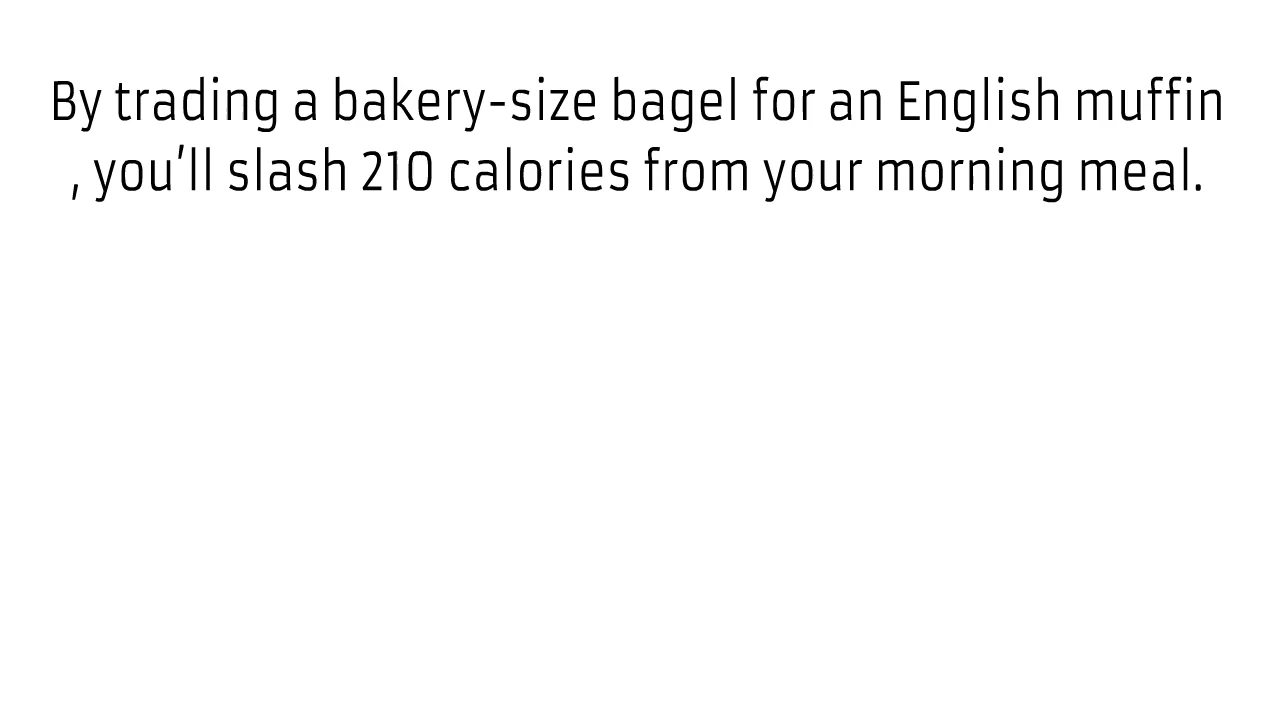 By trading a bakery-size bagel for an English muffin
, you’ll slash 210 calories from your morning meal.